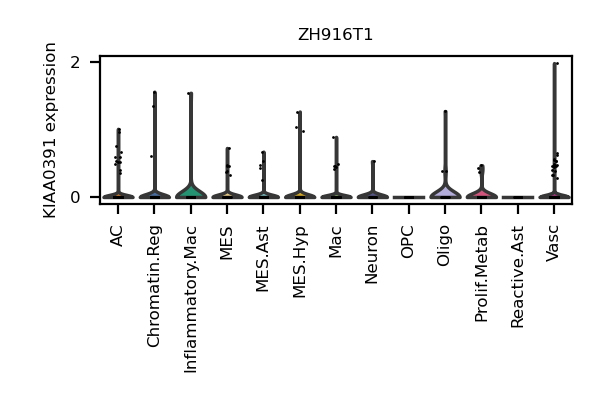 ZH916T1
KIAA0391 expression
2
0
AC
Chromatin.Reg
Inflammatory.Mac
MES
MES.Ast
MES.Hyp
Mac
Neuron
OPC
Oligo
Prolif.Metab
Reactive.Ast
Vasc